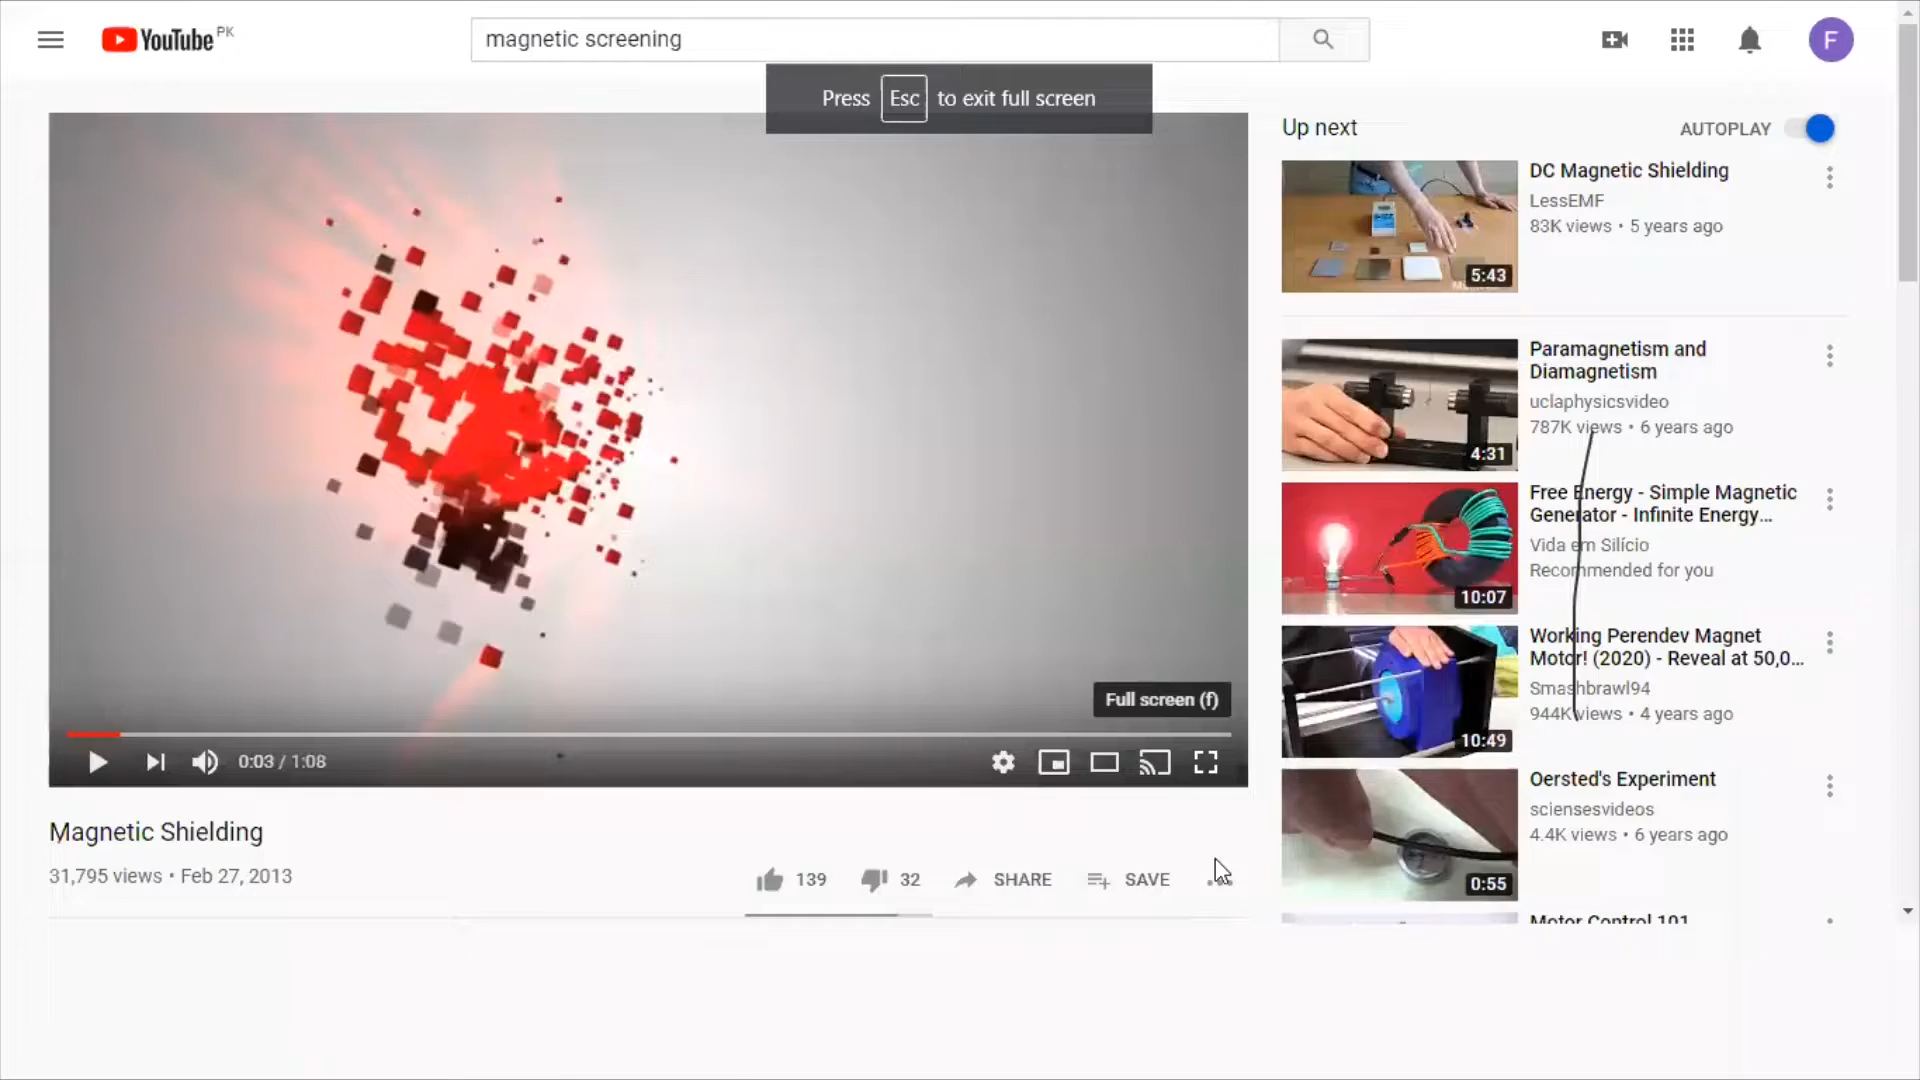 YouTube PK
magnetic screening
F
Press Esc to exit full screen
Full screen (f)
0:03 / 1:08
Magnetic Shielding
31,795 views • Feb 27, 2013
139
32
SHARE
SAVE
Up next
AUTOPLAY
5:43
DC Magnetic Shielding
LessEMF
83K views • 5 years ago
4:31
Paramagnetism and
Diamagnetism
uclaphysicsvideo
787K views • 6 years ago
10:07
Free Energy - Simple Magnetic
Generator - Infinite Energy...
Vida em Silício
Recommended for you
10:49
Working Perendev Magnet
Motor! (2020) - Reveal at 50,0...
Smashbrawl94
944K views • 4 years ago
0:55
Oersted's Experiment
sciensesvideos
4.4K views • 6 years ago
Motor Control 101